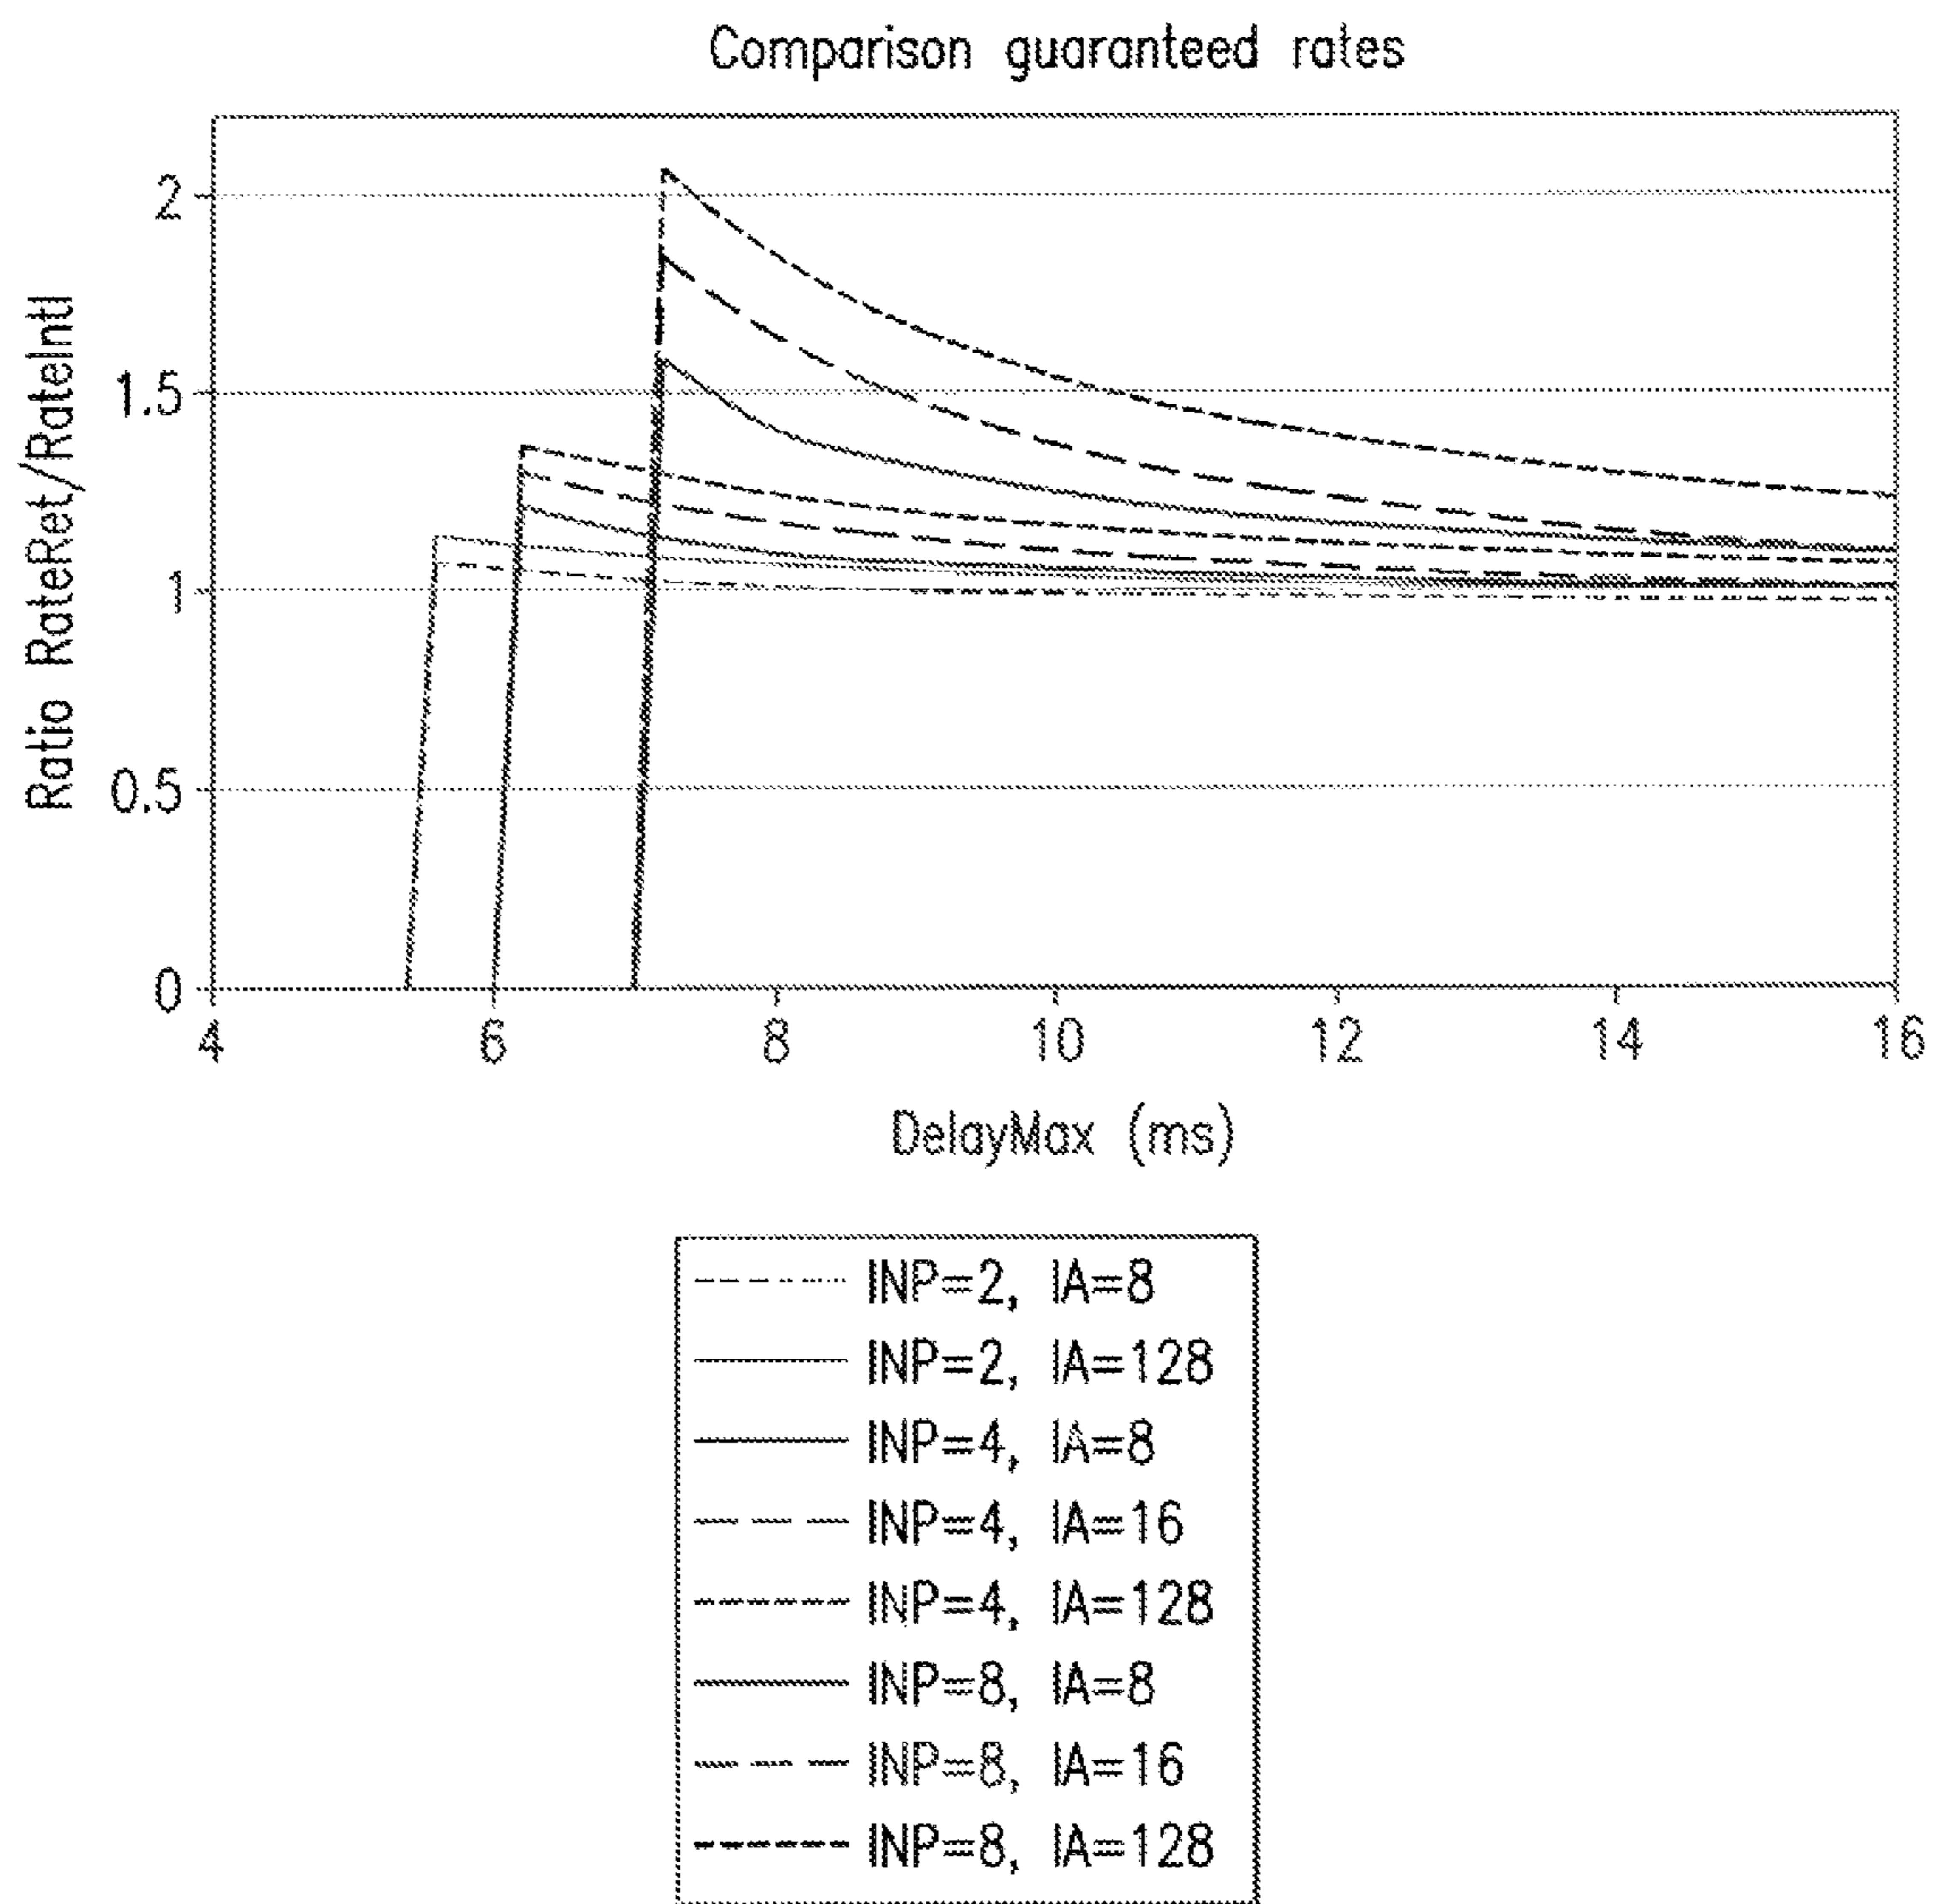 Comparison guaranteed rates
Ratio RateRet/RateIntl
2
1.5
1
0.5
0
4 6 8 10 12 14 16
DelayMax (ms)
INP=2, IA=8
INP=2, IA=128
INP=4, IA=8
INP=4, IA=16
INP=4, IA=128
INP=8, IA=8
INP=8, IA=16
INP=8, IA=128